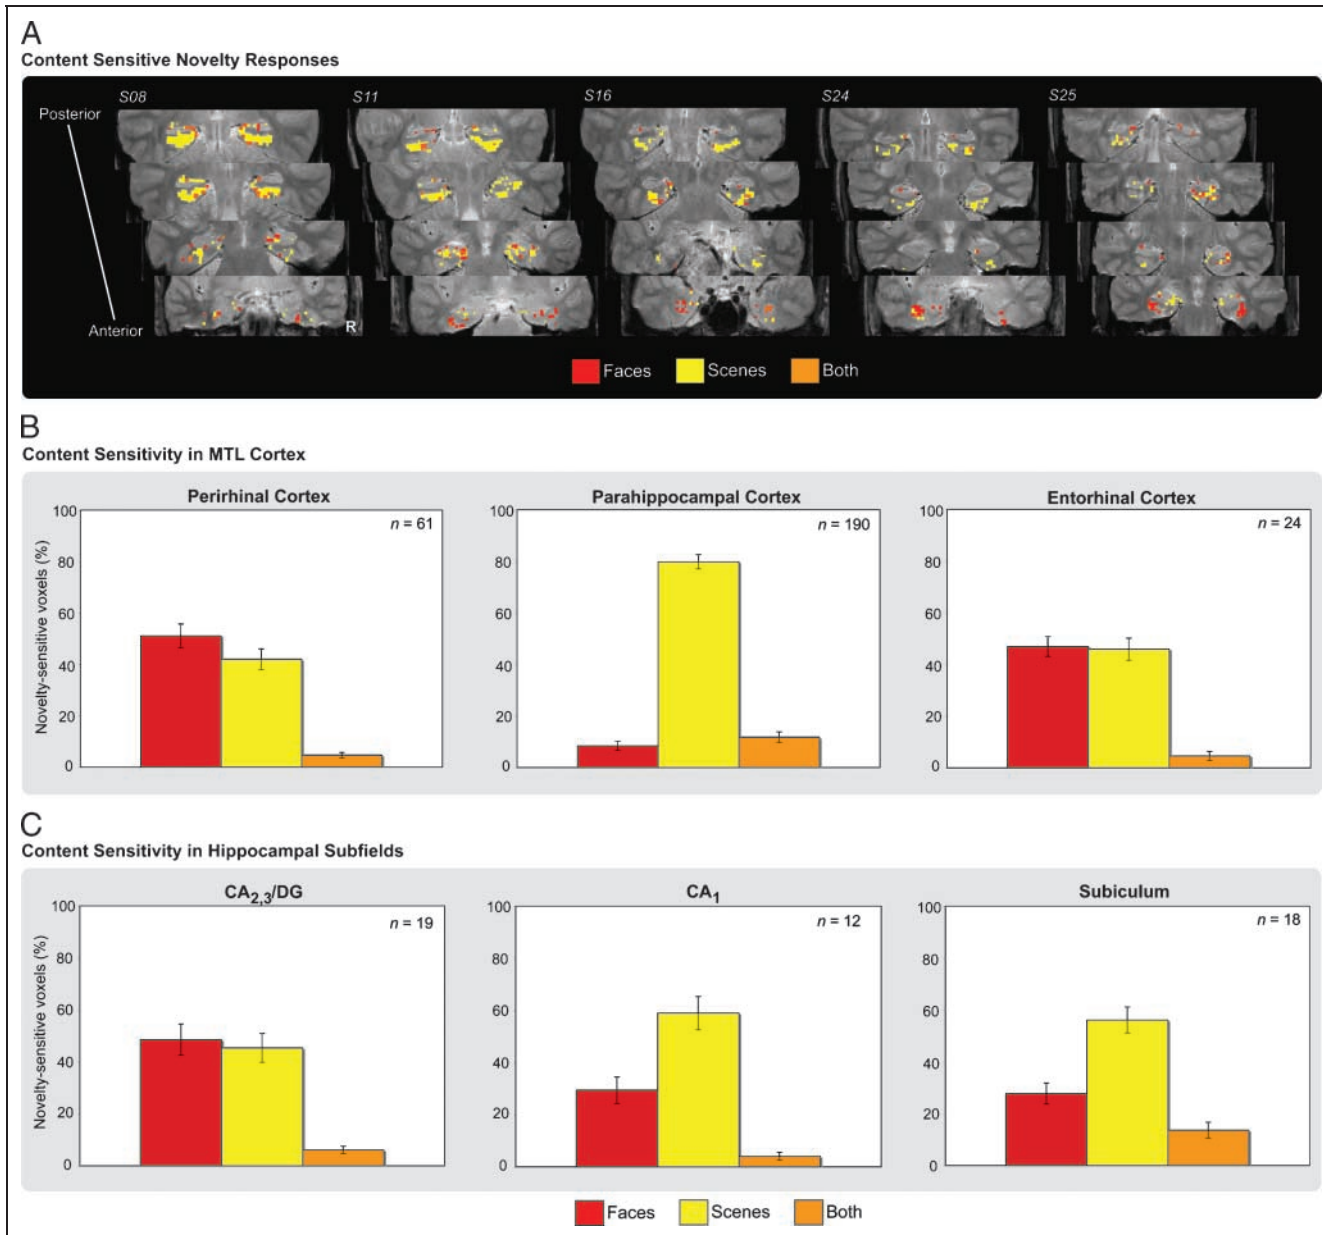 A
Content Sensitive Novelty Responses
S08 S11 S16 S24 S25
Posterior
Anterior
R
Faces Scenes Both
B
Content Sensitivity in MTL Cortex
Perirhinal Cortex Parahippocampal Cortex Entorhinal Cortex
n = 61 n = 190 n = 24
Novelty-sensitive voxels (%)
100 100 100
80 80 80
60 60 60
40 40 40
20 20 20
0 0 0
C
Content Sensitivity in Hippocampal Subfields
CA2,3/DG CA1 Subiculum
n = 19 n = 12 n = 18
Novelty-sensitive voxels (%)
100 100 100
80 80 80
60 60 60
40 40 40
20 20 20
0 0 0
Faces Scenes Both